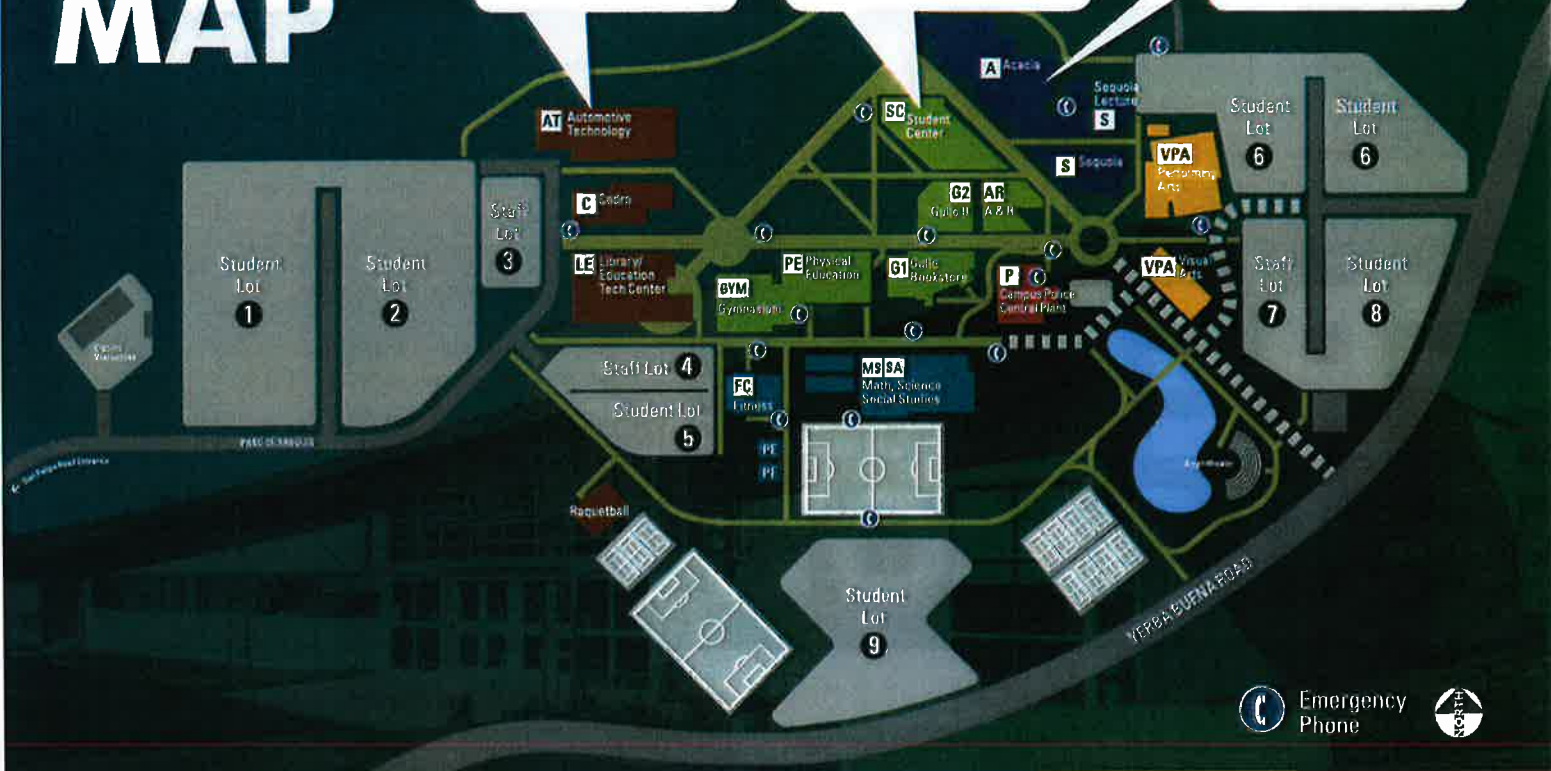 MAP
A Acacia
Sequoia
Lecture
S
AT Automotive
Technology
SC Student
Center
S Sequoia
VPA
Performing
Arts
Student
Lot
6
Student
Lot
6
C Cedro
Staff
Lot
3
G2
Gullo II
AR
A & R
Student
Lot
1
Student
Lot
2
LE Library/
Education
Tech Center
GYM
Gymnasium
PE Physical
Education
G1 Gullo
Bookstore
P
Campus Police
Central Plant
VPA Visual
Arts
Staff
Lot
7
Student
Lot
8
Staff Lot 4
Student Lot
5
FC
Fitness
MS SA
Math, Science
Social Studies
PE
PE
Raquetball
Student
Lot
9
YERBA BUENA ROAD
Emergency
Phone
NORTH